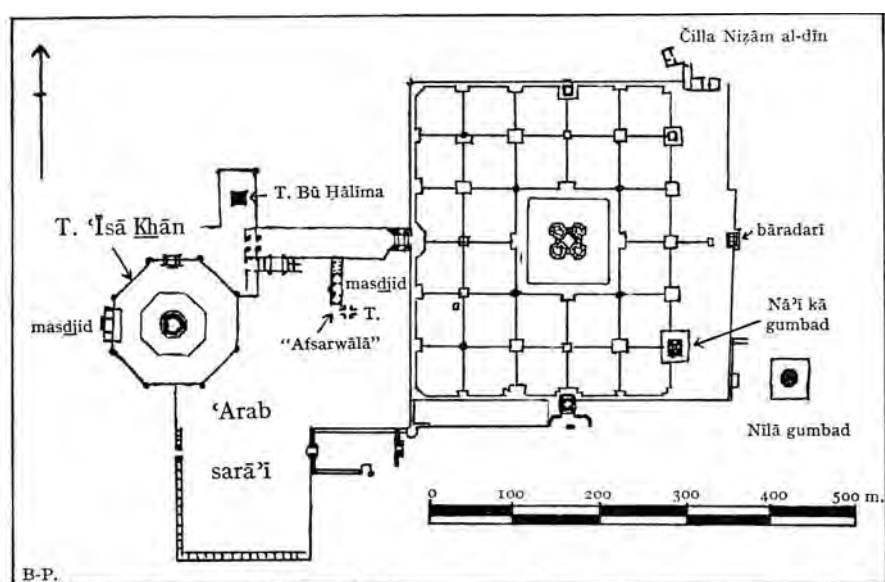 Čilla Niẓām al-dīn
T. Bū Ḥālīma
T. ʿĪsā Khān
bāradarī
masdjid
masdjid
Nāʾī kā
gumbad
T.
"Afsarwālā"
ʿArab
sarāʾī
Nīlā gumbad
0 100 200 300 400 500 m.
B-P.